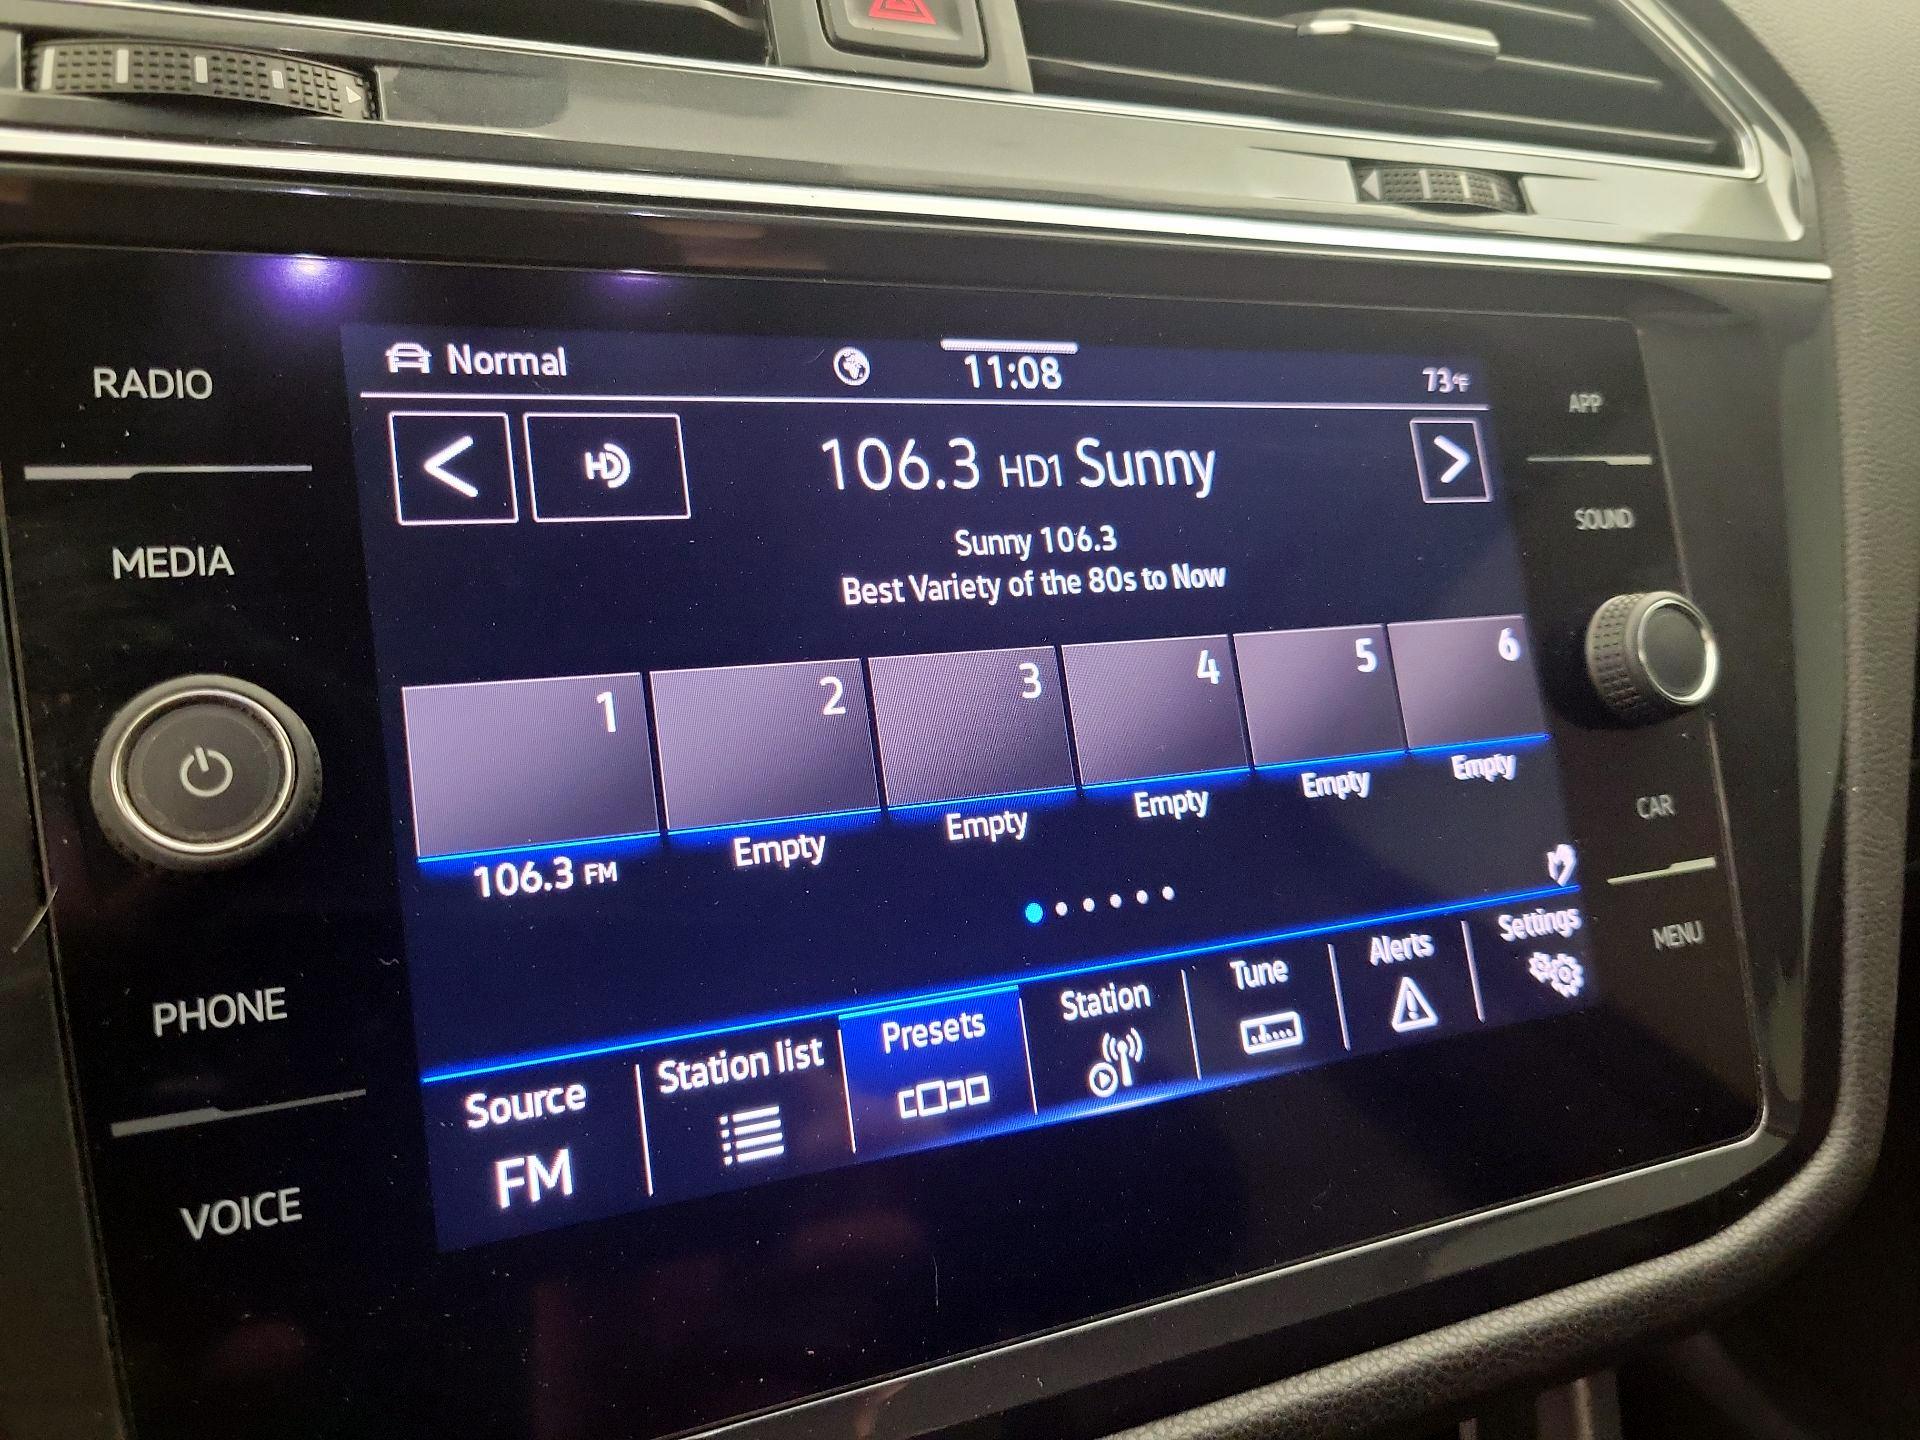 RADIO
MEDIA
PHONE
VOICE
Normal
11:08
73°F
HD
106.3 HD1 Sunny
Sunny 106.3
Best Variety of the 80s to Now
1
2
3
4
5
6
106.3 FM
Empty
Empty
Empty
Empty
Empty
Source
FM
Station list
Presets
Station
Tune
Alerts
Settings
APP
SOUND
CAR
MENU